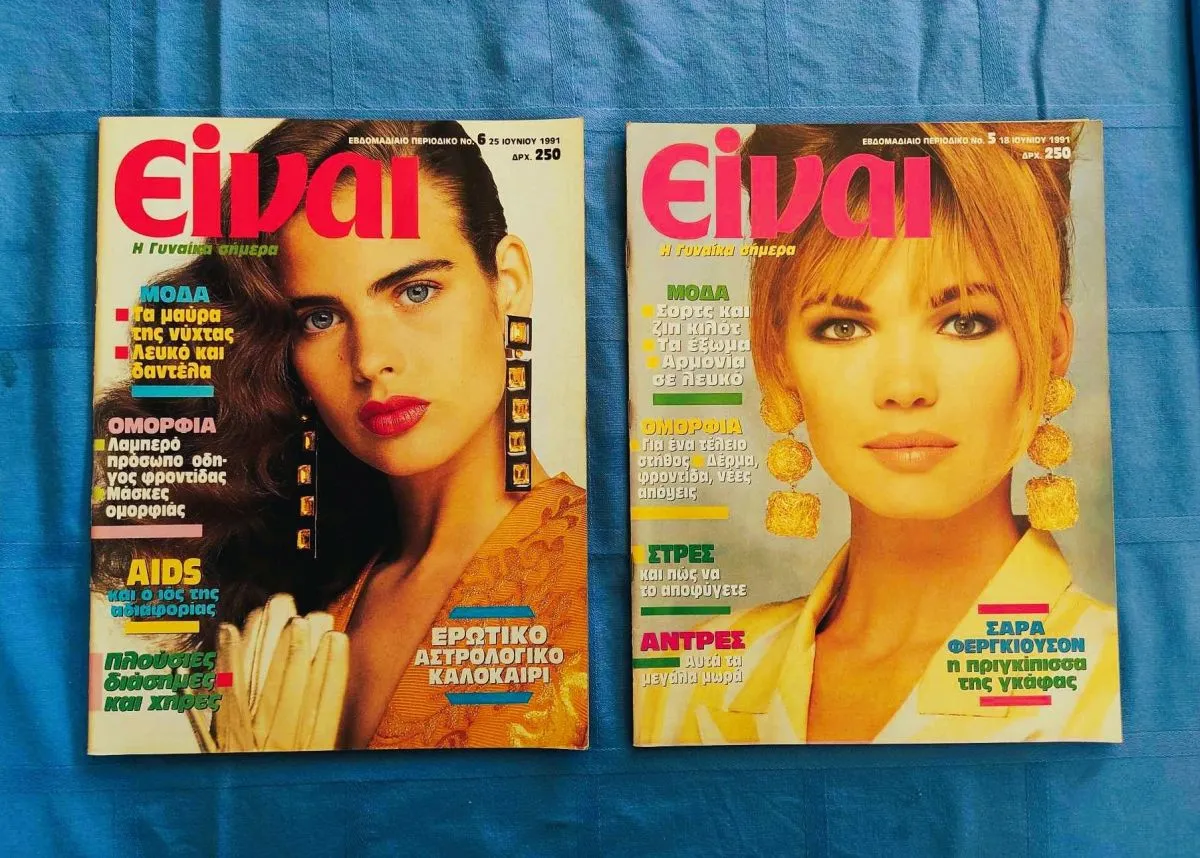 ΕΒΔΟΜΑΔΙΑΙΟ ΠΕΡΙΟΔΙΚΟ Νο. 6 25 ΙΟΥΝΙΟΥ 1991
ΔΡΧ. 250
Είναι
Η Γυναίκα σήμερα
ΜΟΔΑ
Τα μαύρα
της νύχτας
Λευκό και
δαντέλα
ΟΜΟΡΦΙΑ
Λαμπερό
πρόσωπο οδη-
γός φροντίδας
Μάσκες
ομορφιάς
AIDS
και ο ιός της
αδιαφορίας
Πλούσιες
διάσημες
και χήρες
ΕΡΩΤΙΚΟ
ΑΣΤΡΟΛΟΓΙΚΟ
ΚΑΛΟΚΑΙΡΙ
ΕΒΔΟΜΑΔΙΑΙΟ ΠΕΡΙΟΔΙΚΟ Νο. 5 18 ΙΟΥΝΙΟΥ 1991
ΔΡΧ. 250
Είναι
Η Γυναίκα σήμερα
ΜΟΔΑ
Σορτς και
ζιπ κιλότ
Τα έξωμα
Αρμονία
σε λευκό
ΟΜΟΡΦΙΑ
Για ένα τέλειο
στήθος Δέρμα,
φροντίδα, νέες
απόψεις
ΣΤΡΕΣ
και πώς να
το αποφύγετε
ΑΝΤΡΕΣ
Αυτά τα
μεγάλα μωρά
ΣΑΡΑ
ΦΕΡΓΚΙΟΥΣΟΝ
η πριγκίπισσα
της γκάφας